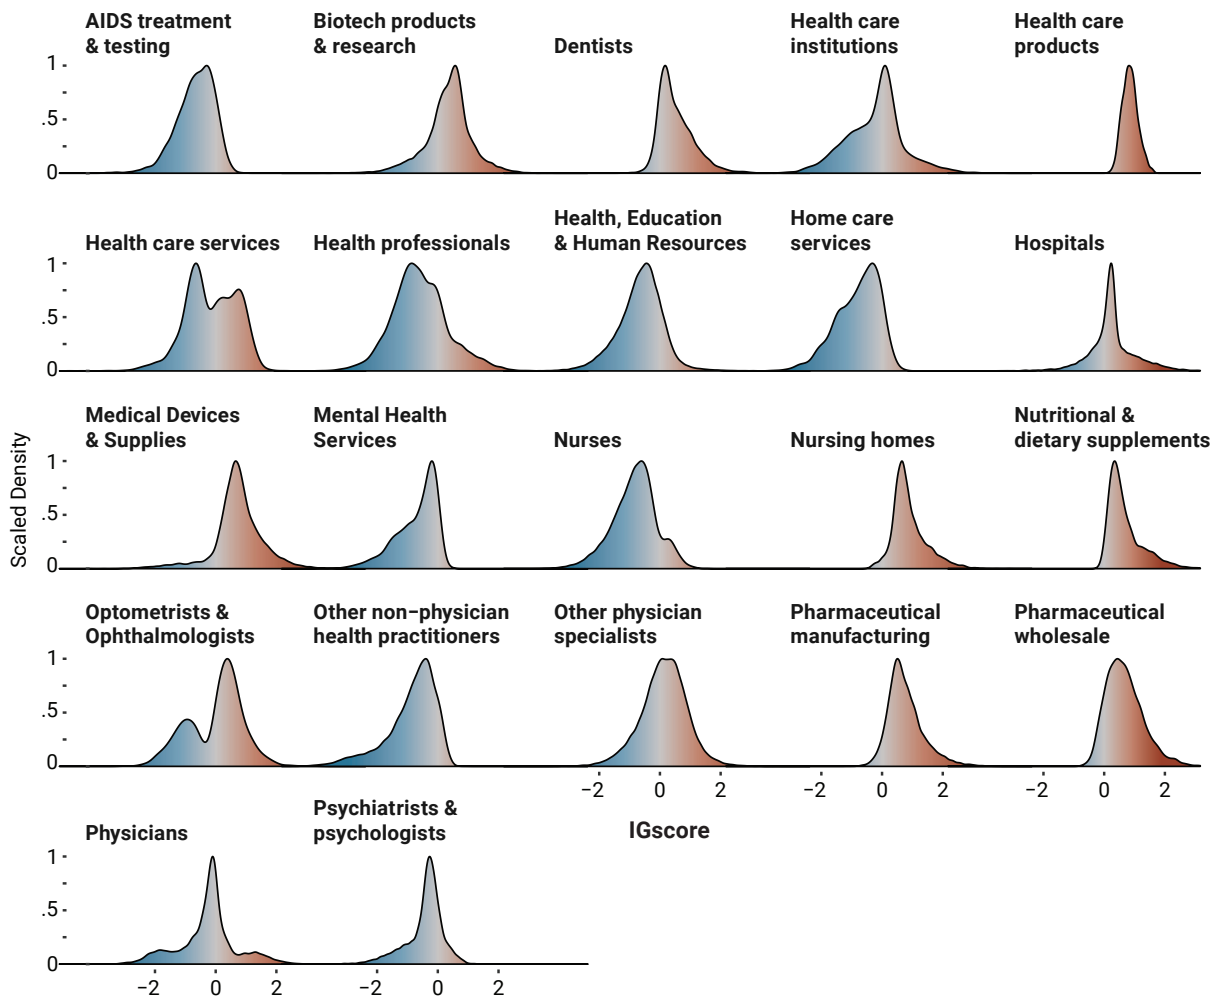 AIDS treatment
& testing
Biotech products
& research
Dentists
Health care
institutions
Health care
products
1
.5
0
Health care services
Health professionals
Health, Education
& Human Resources
Home care
services
Hospitals
1
.5
0
Medical Devices
& Supplies
Mental Health
Services
Nurses
Nursing homes
Nutritional &
dietary supplements
Scaled Density
1
.5
0
Optometrists &
Ophthalmologists
Other non−physician
health practitioners
Other physician
specialists
Pharmaceutical
manufacturing
Pharmaceutical
wholesale
1
.5
0
−2 0 2
−2 0 2
−2 0 2
Physicians
Psychiatrists &
psychologists
IGscore
1
.5
0
−2 0 2
−2 0 2